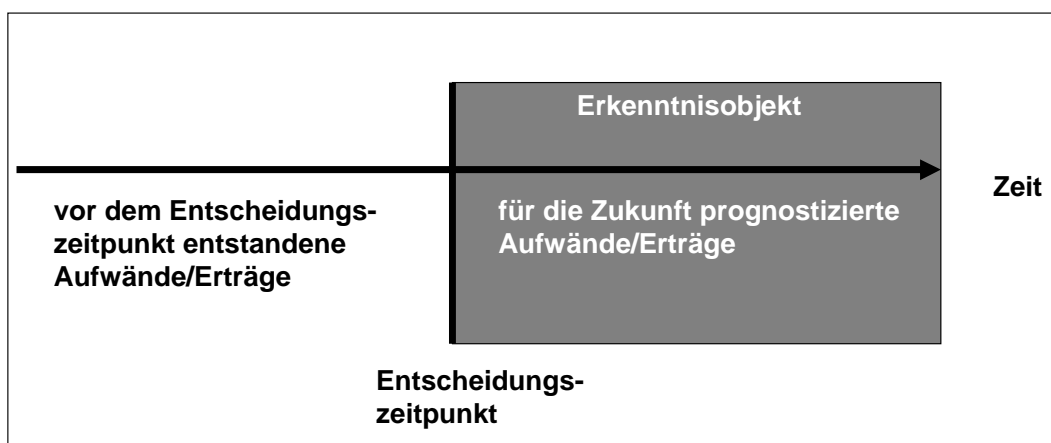 Erkenntnisobjekt
Zeit
vor dem Entscheidungs-
zeitpunkt entstandene
Aufwände/Erträge
für die Zukunft prognostizierte
Aufwände/Erträge
Entscheidungs-
zeitpunkt